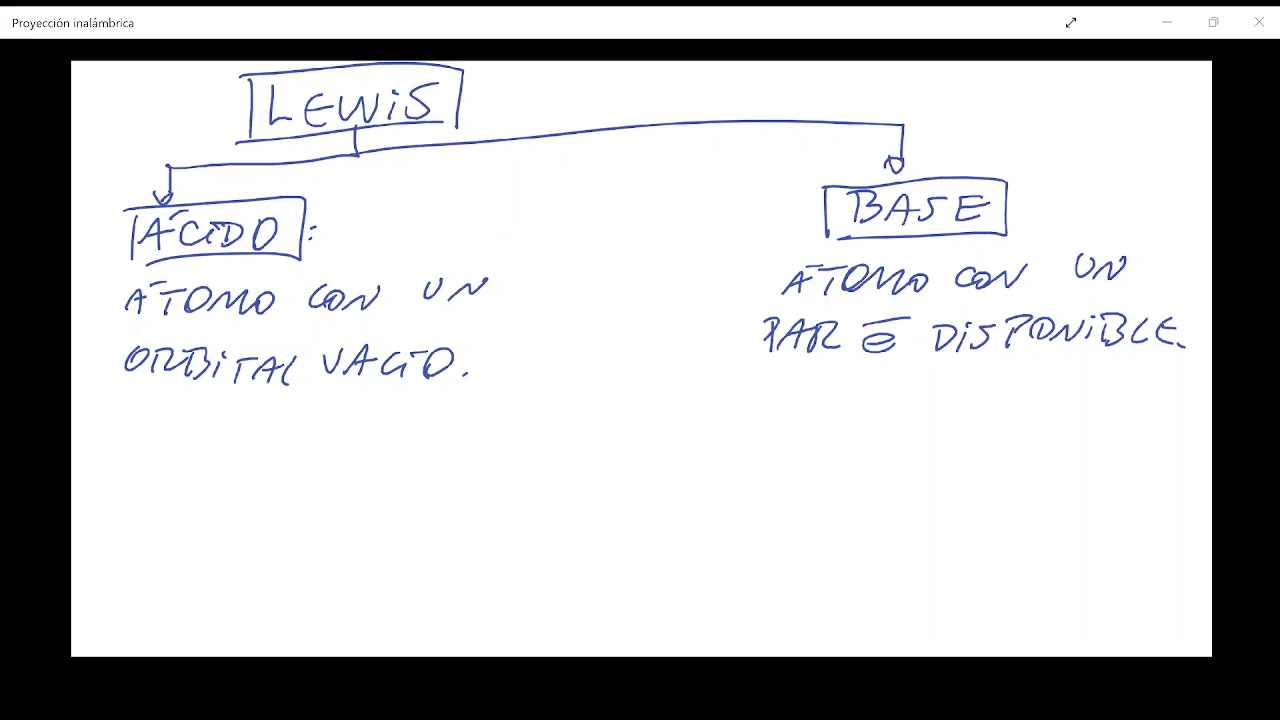 Proyección inalámbrica
LEWIS
ÁCIDO:
ÁTOMO CON UN
ORBITAL VACÍO.
BASE
ÁTOMO CON UN
PAR e̅ DISPONIBLE.